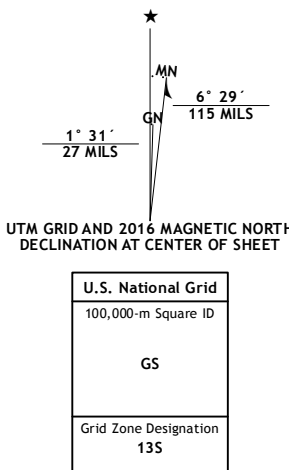 ★
MN
GN
6° 29´
115 MILS
1° 31´
27 MILS
UTM GRID AND 2016 MAGNETIC NORTH
DECLINATION AT CENTER OF SHEET
U.S. National Grid
100,000-m Square ID
GS
Grid Zone Designation
13S